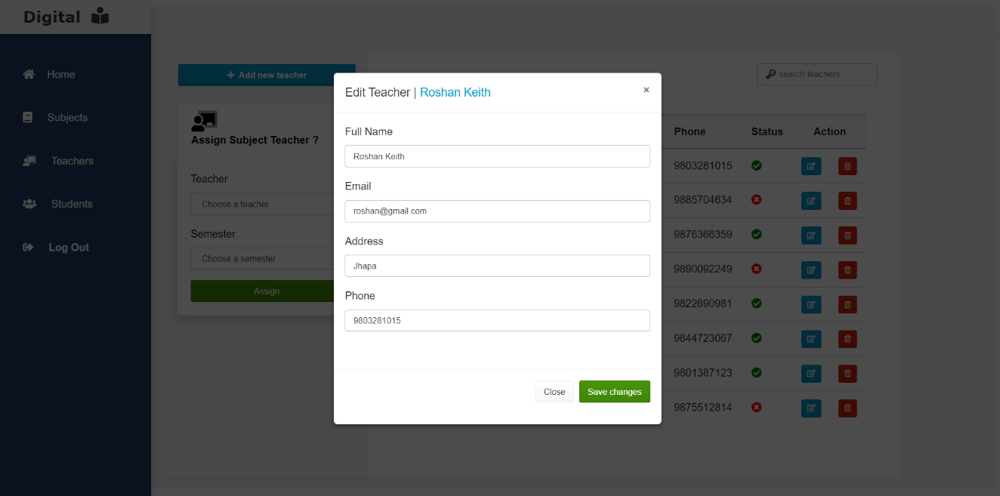 Digital
Home
Subjects
Teachers
Students
Log Out
Add new teacher
Assign Subject Teacher ?
Teacher
Choose a teacher
Semester
Choose a semester
Assign
Edit Teacher | Roshan Keith
×
Full Name
Roshan Keith
Email
roshan@gmail.com
Address
Jhapa
Phone
9803281015
Close Save changes
search teachers..
Phone Status Action
9803281015
9885704634
9876366359
9890092249
9822690981
9844723067
9801387123
9875512814